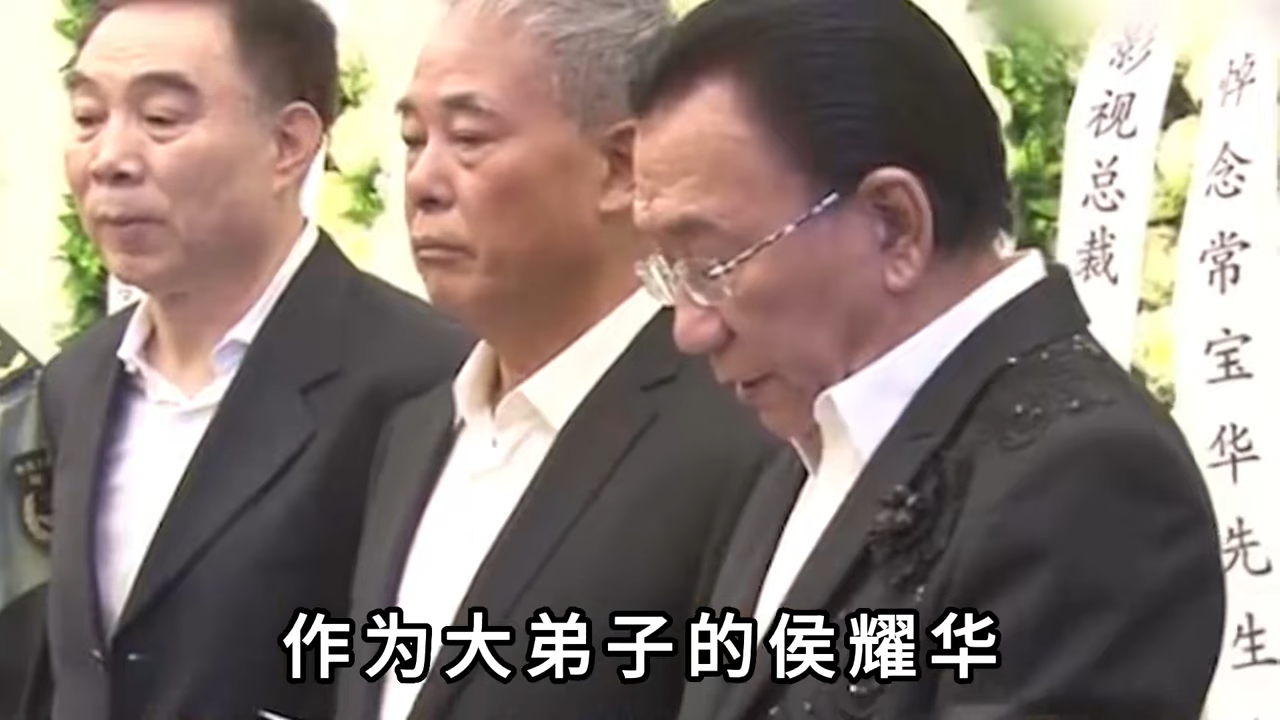 影视总裁
悼念常宝华先生
作为大弟子的侯耀华